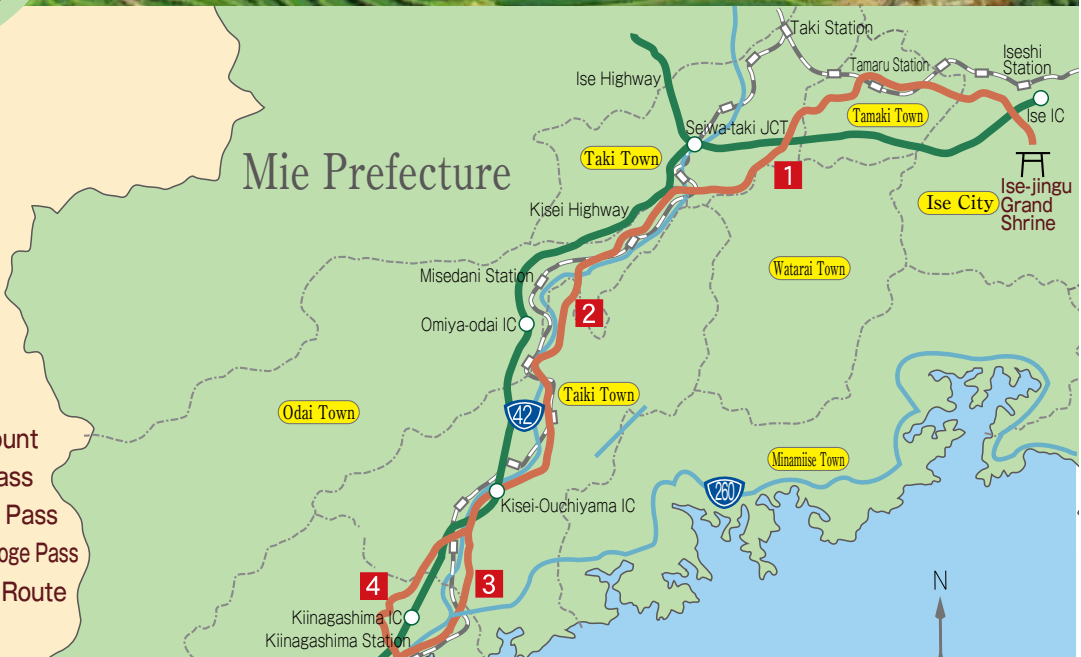 Taki Station
Tamaru Station
Iseshi
Station
Ise Highway
Ise IC
Tamaki Town
Seiwa-taki JCT
Taki Town
Mie Prefecture
1
Ise-jingu
Grand
Shrine
Ise City
Kisei Highway
Watarai Town
Misedani Station
2
Omiya-odai IC
Taiki Town
Odai Town
42
ount
ass
Minamiise Town
Pass
260
Kisei-Ouchiyama IC
oge Pass
Route
4
3
N
Kiinagashima IC
Kiinagashima Station